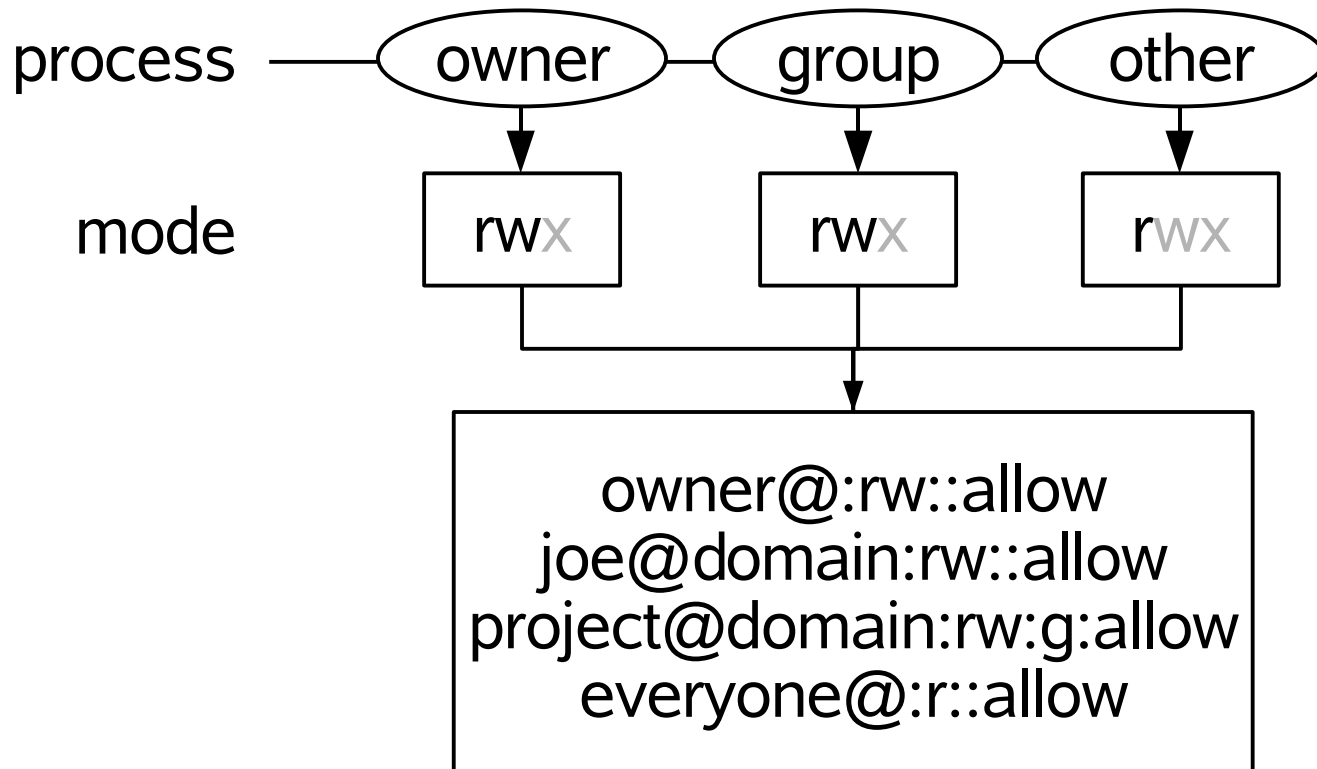 process owner group other
mode rwx rwx rwx
owner@:rw::allow
joe@domain:rw::allow
project@domain:rw:g:allow
everyone@:r::allow